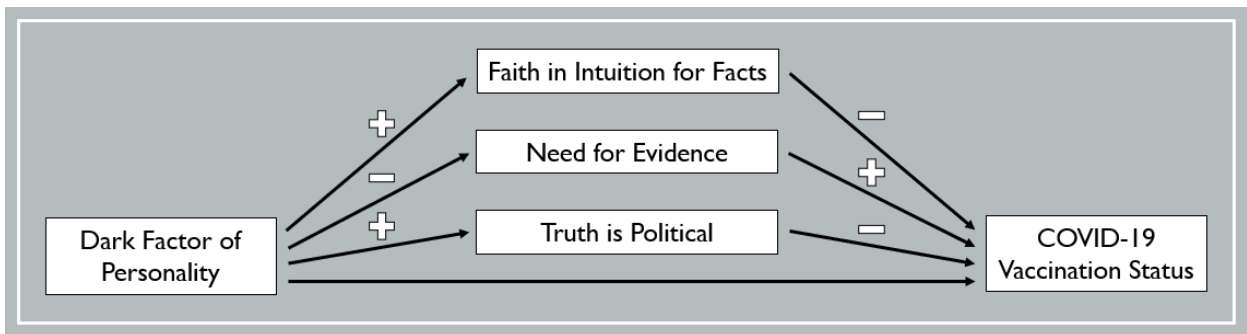 Faith in Intuition for Facts
+
−
Need for Evidence
−
+
+
Truth is Political
−
Dark Factor of
Personality
COVID-19
Vaccination Status